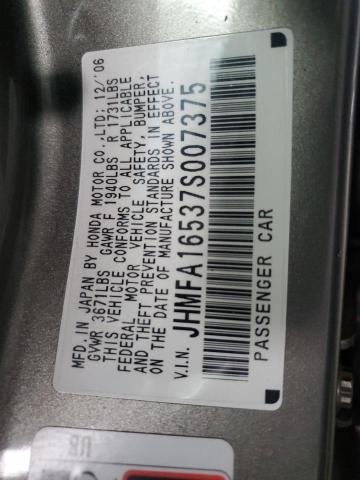 MFD. IN JAPAN BY HONDA MOTOR CO.,LTD; 12/'06
GVWR 3671LBS GAWR F 1940LBS R 1731LBS
THIS VEHICLE CONFORMS TO ALL APPLICABLE
FEDERAL MOTOR VEHICLE SAFETY, BUMPER,
AND THEFT PREVENTION STANDARDS IN EFFECT
ON THE DATE OF MANUFACTURE SHOWN ABOVE.
V.I.N. JHMFA16537S007375
PASSENGER CAR